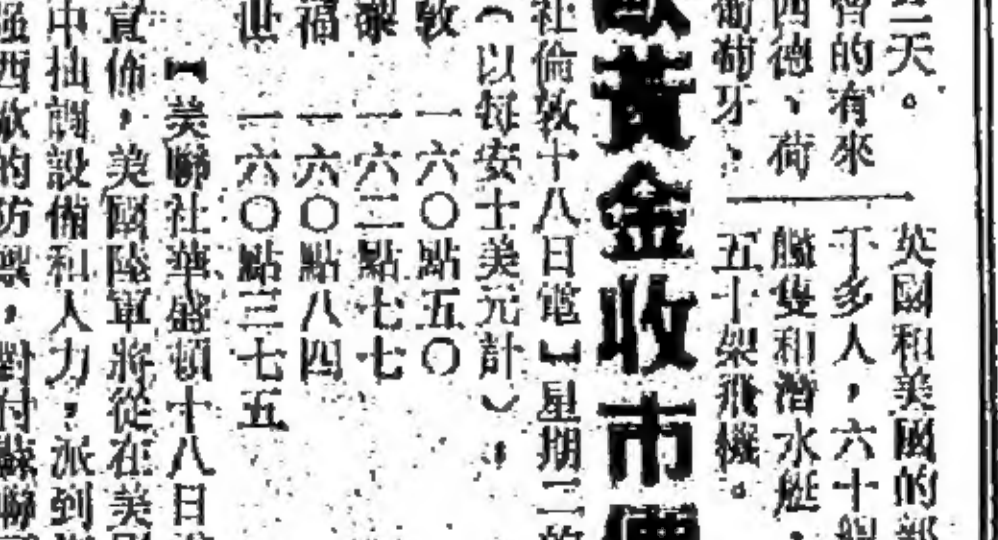 三天。
會的有來
西德、荷
葡萄牙、
英國和美國的部
千多人，六十艘
艦隻和潛水艇，
五十架飛機。
歐黃金收市價
社倫敦十八日電】星期二的
（以每安士美元計），
敦 一六〇點五〇
黎 一六二點七七
福 一六〇點八四
世 一六〇點三七五
【美聯社華盛頓十八日
宣佈，美國陸軍將從在美
中抽調設備和人力，派到
強西歐的防禦，對付蘇聯